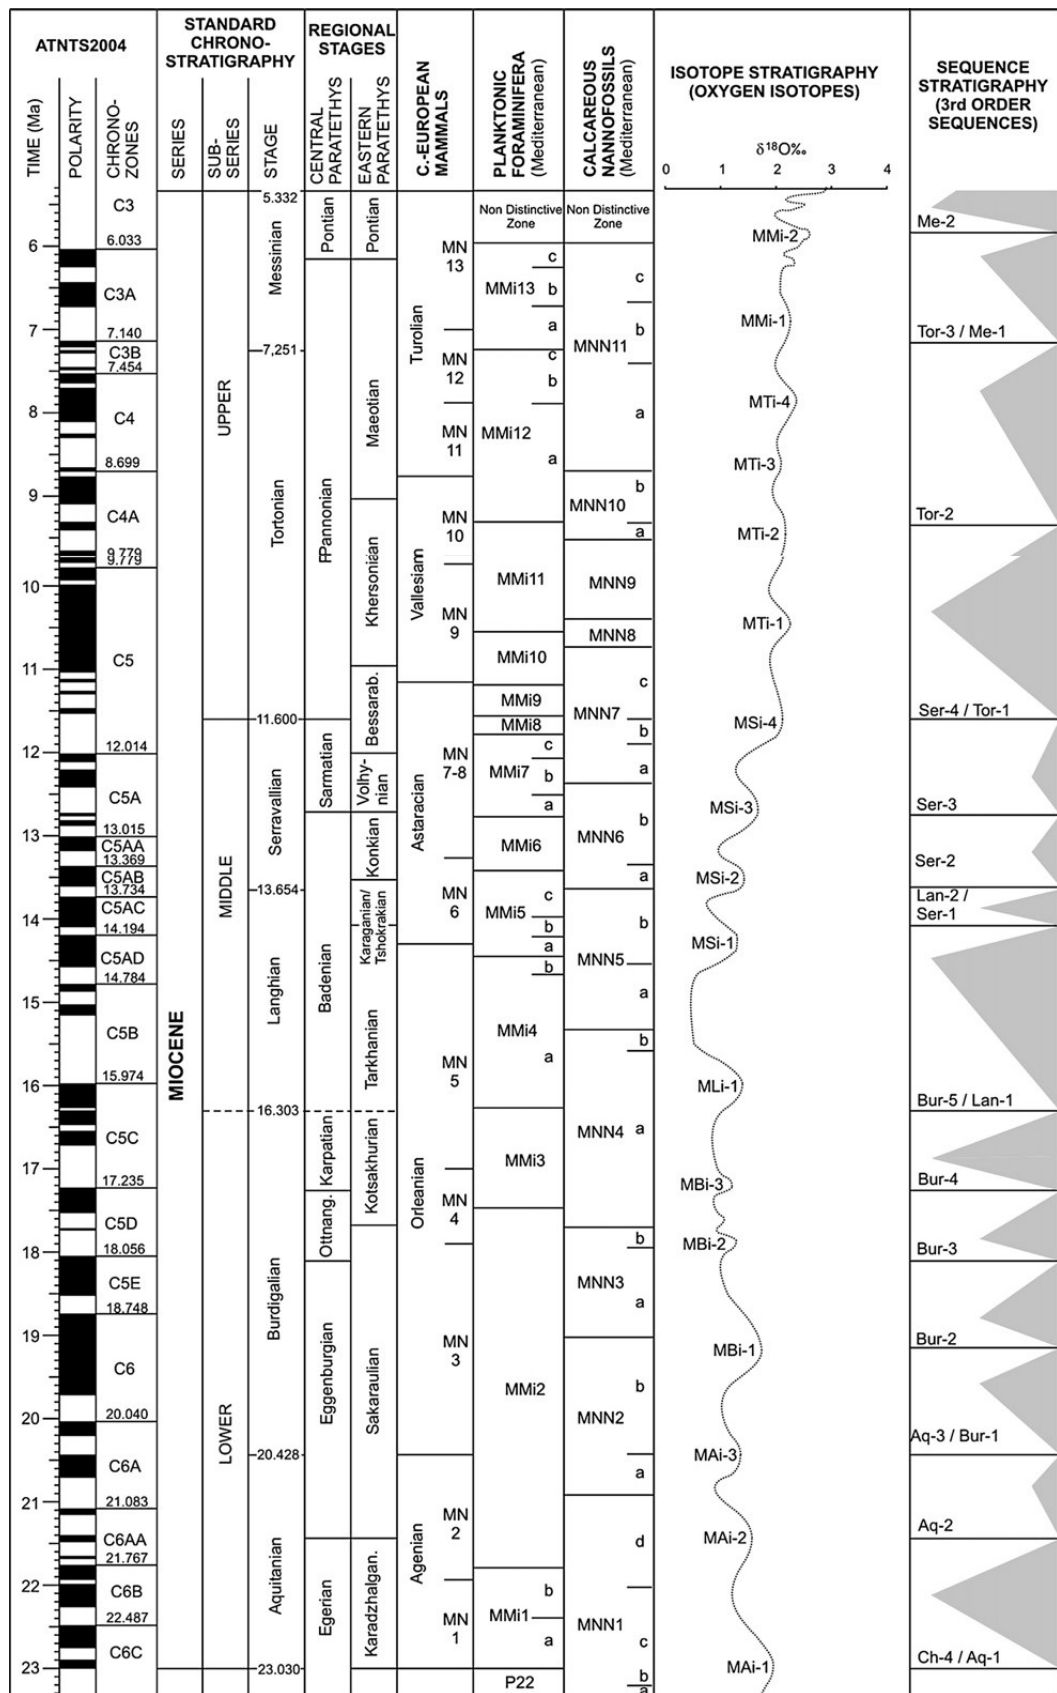 ATNTS2004
STANDARD
CHRONO-
STRATIGRAPHY
REGIONAL
STAGES
TIME (Ma)
POLARITY
CHRONO-
ZONES
SERIES
SUB-
SERIES
STAGE
CENTRAL
PARATETHYS
EASTERN
PARATETHYS
C.-EUROPEAN
MAMMALS
PLANKTONIC
FORAMINIFERA
(Mediterranean)
CALCAREOUS
NANNOFOSSILS
(Mediterranean)
ISOTOPE STRATIGRAPHY
(OXYGEN ISOTOPES)
δ18O‰
0 1 2 3 4
SEQUENCE
STRATIGRAPHY
(3rd ORDER
SEQUENCES)
6
7
8
9
10
11
12
13
14
15
16
17
18
19
20
21
22
23
C3
6.033
C3A
7.140
C3B
7.454
C4
8.699
C4A
9.779
9.779
C5
12.014
C5A
13.015
C5AA
13.369
C5AB
13.734
C5AC
14.194
C5AD
14.784
C5B
15.974
C5C
17.235
C5D
18.056
C5E
18.748
C6
20.040
C6A
21.083
C6AA
21.767
C6B
22.487
C6C
MIOCENE
UPPER
MIDDLE
LOWER
5.332
Messinian
7,251
Tortonian
11.600
Serravallian
13.654
Langhian
16.303
Burdigalian
20.428
Aquitanian
23.030
Pontian
Pannonian
Sarmatian
Badenian
Karpatian
Ottnang.
Eggenburgian
Egerian
Pontian
Maeotian
Khersonian
Bessarab.
Volhy-
nian
Konkian
Karaganian/
Tshokrakian
Tarkhanian
Kotsakhurian
Sakaraulian
Karadzhalgan.
Turolian
Vallesiam
Astaracian
Orleanian
Agenian
MN
13
MN
12
MN
11
MN
10
MN
9
MN
7-8
MN
6
MN
5
MN
4
MN
3
MN
2
MN
1
Non Distinctive
Zone
MMi13
c
b
a
MMi12
c
b
a
MMi11
MMi10
MMi9
MMi8
MMi7
c
b
a
MMi6
MMi5
c
b
a
MMi4
b
a
MMi3
MMi2
MMi1
b
a
P22
Non Distinctive
Zone
MNN11
c
b
a
MNN10
b
a
MNN9
MNN8
MNN7
c
b
a
MNN6
b
a
MNN5
b
a
MNN4
b
a
MNN3
b
a
MNN2
b
a
MNN1
d
c
b
a
MMi-2
MMi-1
MTi-4
MTi-3
MTi-2
MTi-1
MSi-4
MSi-3
MSi-2
MSi-1
MLi-1
MBi-3
MBi-2
MBi-1
MAi-3
MAi-2
MAi-1
Me-2
Tor-3 / Me-1
Tor-2
Ser-4 / Tor-1
Ser-3
Ser-2
Lan-2 /
Ser-1
Bur-5 / Lan-1
Bur-4
Bur-3
Bur-2
Aq-3 / Bur-1
Aq-2
Ch-4 / Aq-1